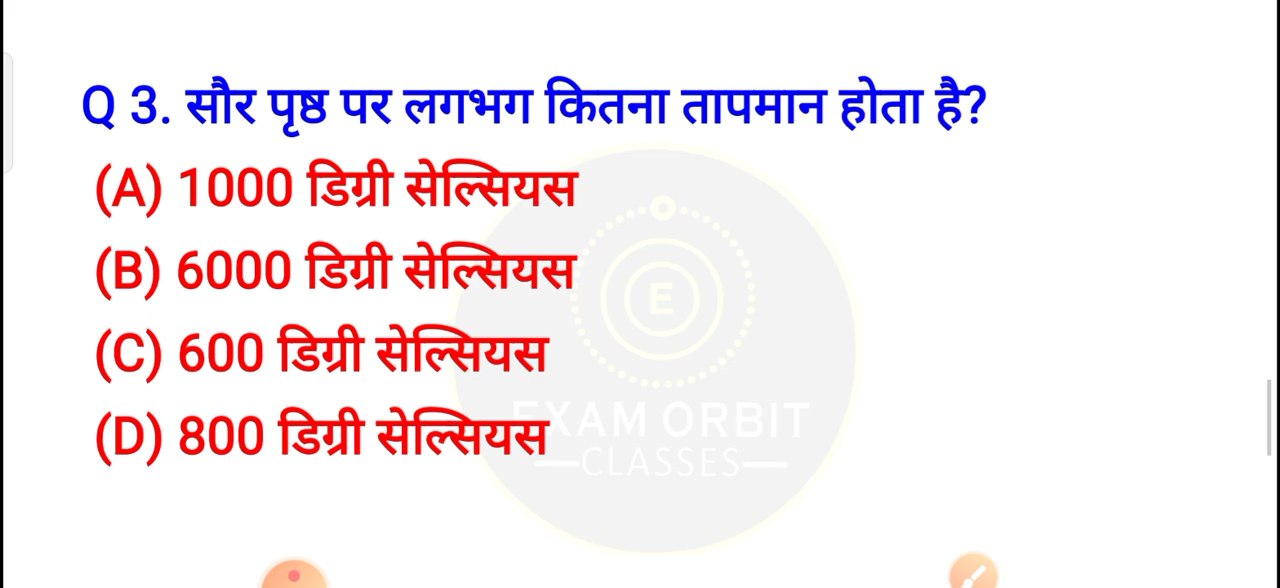 Q 3. सौर पृष्ठ पर लगभग कितना तापमान होता है?
(A) 1000 डिग्री सेल्सियस
(B) 6000 डिग्री सेल्सियस
(C) 600 डिग्री सेल्सियस
(D) 800 डिग्री सेल्सियस
E
EXAM ORBIT
CLASSES